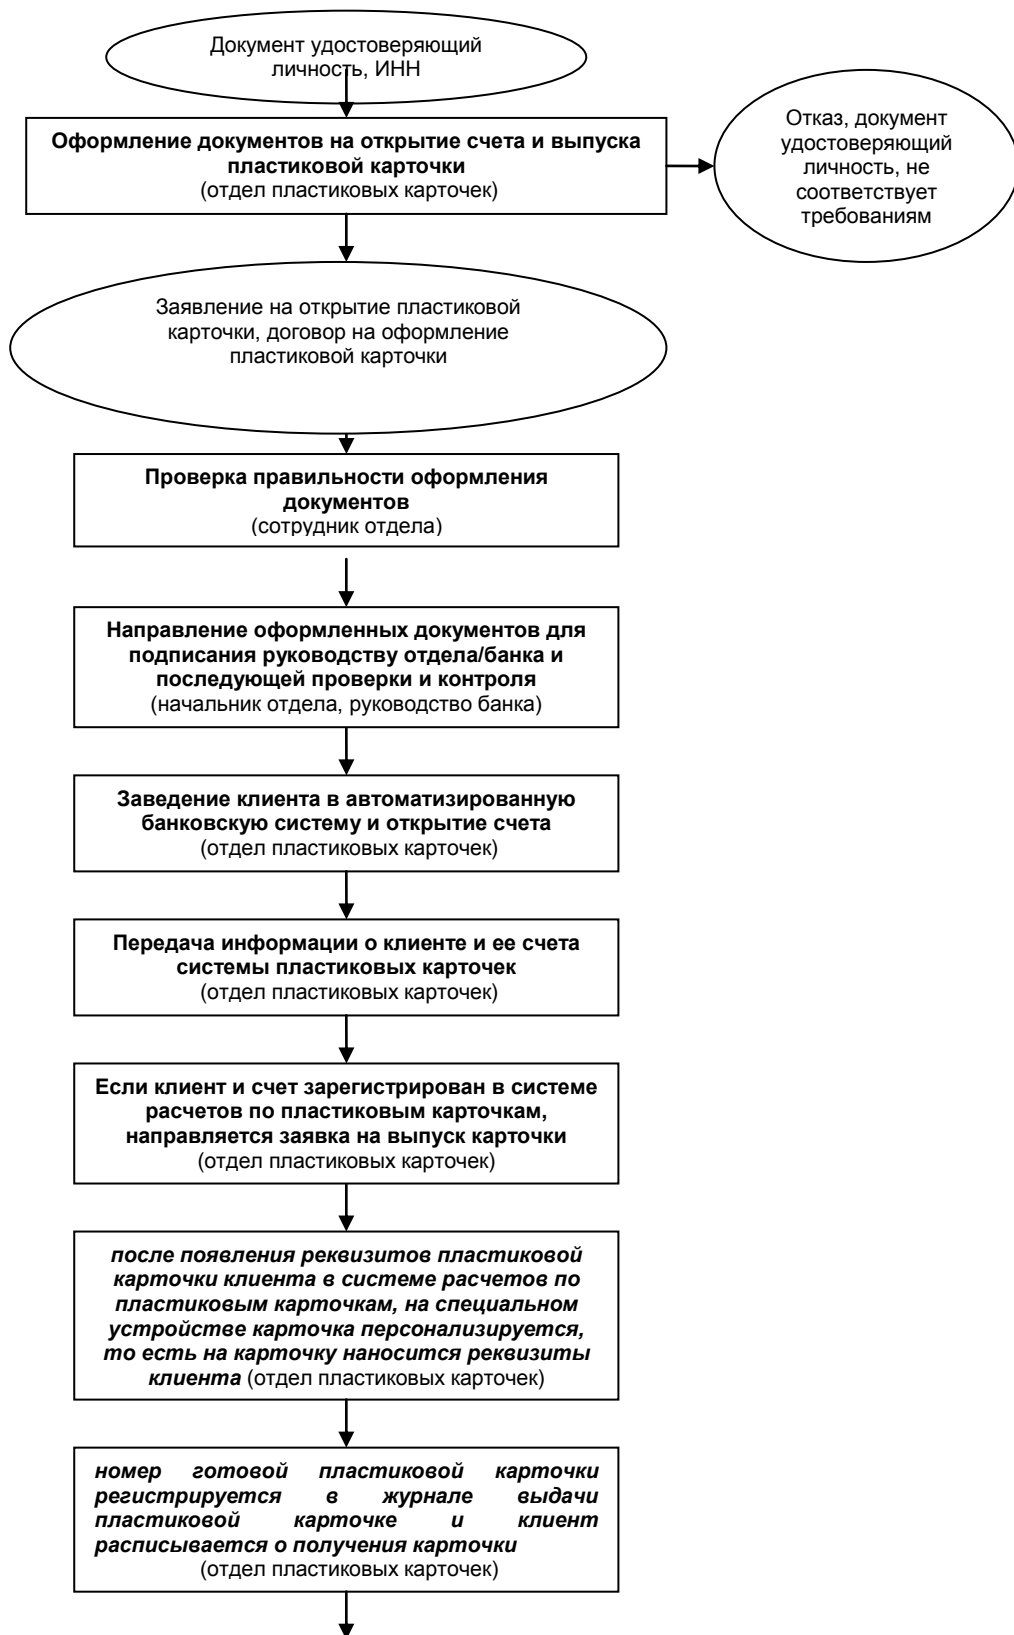 Документ удостоверяющий
личность, ИНН
Оформление документов на открытие счета и выпуска
пластиковой карточки
(отдел пластиковых карточек)
Отказ, документ
удостоверяющий
личность, не
соответствует
требованиям
Заявление на открытие пластиковой
карточки, договор на оформление
пластиковой карточки
Проверка правильности оформления
документов
(сотрудник отдела)
Направление оформленных документов для
подписания руководству отдела/банка и
последующей проверки и контроля
(начальник отдела, руководство банка)
Заведение клиента в автоматизированную
банковскую систему и открытие счета
(отдел пластиковых карточек)
Передача информации о клиенте и ее счета
системы пластиковых карточек
(отдел пластиковых карточек)
Если клиент и счет зарегистрирован в системе
расчетов по пластиковым карточкам,
направляется заявка на выпуск карточки
(отдел пластиковых карточек)
после появления реквизитов пластиковой
карточки клиента в системе расчетов по
пластиковым карточкам, на специальном
устройстве карточка персонализируется,
то есть на карточку наносится реквизиты
клиента (отдел пластиковых карточек)
номер готовой пластиковой карточки
регистрируется в журнале выдачи
пластиковой карточке и клиент
расписывается о получения карточки
(отдел пластиковых карточек)